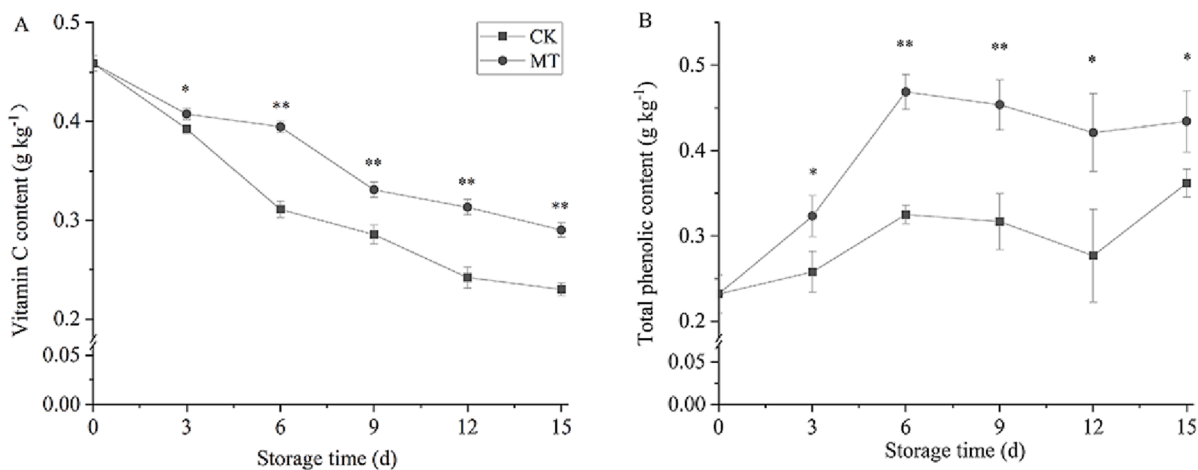 A
Vitamin C content (g kg⁻¹)
0.5
0.4
0.3
0.2
0.05
0.00
CK
MT
*
**
**
**
**
0 3 6 9 12 15
Storage time (d)
B
Total phenolic content (g kg⁻¹)
0.5
0.4
0.3
0.2
0.05
0.00
*
**
**
*
*
0 3 6 9 12 15
Storage time (d)